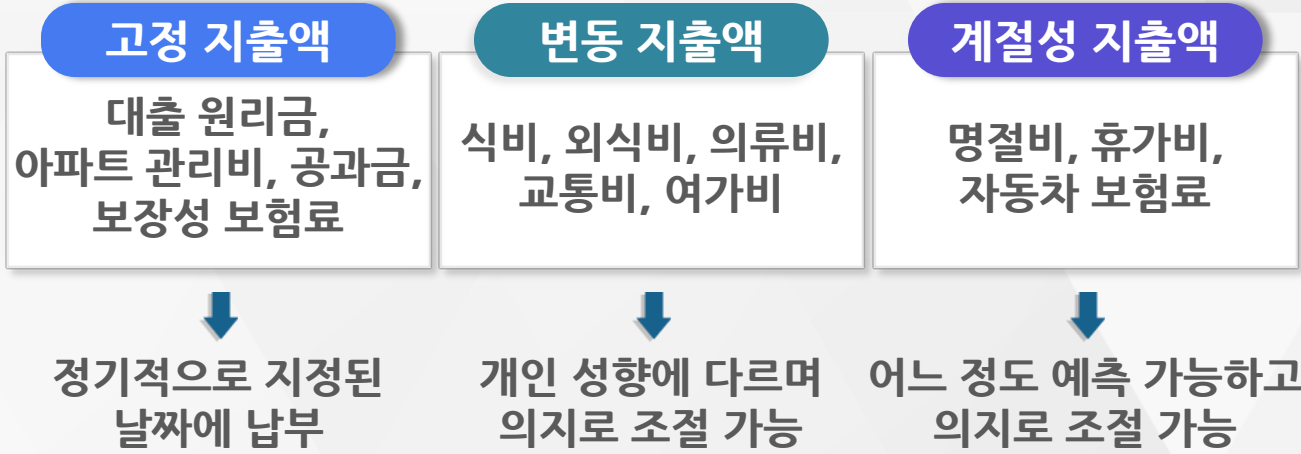 고정 지출액
대출 원리금,
아파트 관리비, 공과금,
보장성 보험료
정기적으로 지정된
날짜에 납부
변동 지출액
식비, 외식비, 의류비,
교통비, 여가비
개인 성향에 다르며
의지로 조절 가능
계절성 지출액
명절비, 휴가비,
자동차 보험료
어느 정도 예측 가능하고
의지로 조절 가능